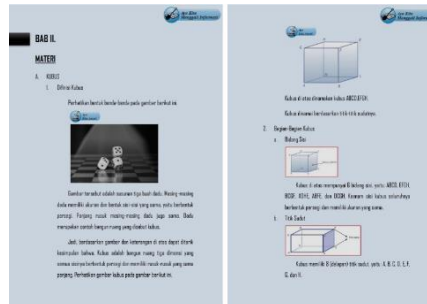 BAB II.
MATERI
A. KUBUS
1. Difinisi Kubus
Perhatikan bentuk benda-benda pada gambar berikut ini.
Gambar tersebut adalah susunan tiga buah dadu. Masing-masing
dadu memiliki ukuran dan bentuk sisi-sisi yang sama, yaitu berbentuk
persegi. Panjang rusuk masing-masing dadu juga sama. Dadu
merupakan contoh bangun ruang yang disebut kubus.
Jadi, berdasarkan gambar dan keterangan di atas dapat ditarik
kesimpulan bahwa Kubus adalah bangun ruang tiga dimensi yang
semua sisinya berbentuk persegi dan memiliki rusuk-rusuk yang sama
panjang. Perhatikan gambar kubus pada gambar berikut ini.
Kubus di atas dinamakan kubus ABCD.EFGH.
Kubus dinamai berdasarkan titik-titik sudutnya.
2. Bagian-Bagian Kubus
a. Bidang Sisi
Kubus di atas mempunyai 6 bidang sisi, yaitu: ABCD, EFGH,
BCGF, ADHE, ABFE, dan DCGH. Keenam sisi kubus seluruhnya
berbentuk persegi dan memiliki ukuran yang sama.
b. Titik Sudut
Kubus memiliki 8 (delapan) titik sudut, yaitu: A, B, C, D, E, F,
G, dan H.